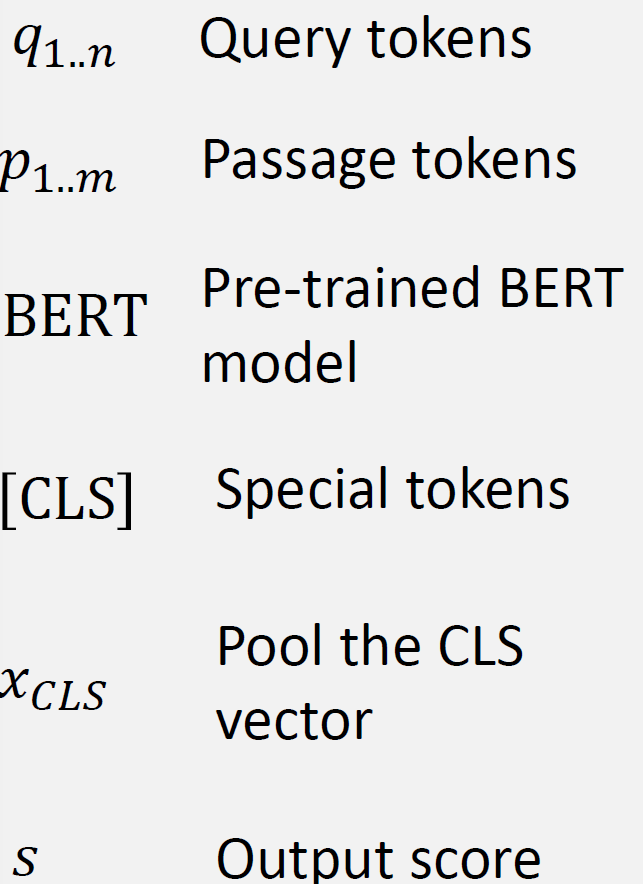 q1..n Query tokens
p1..m Passage tokens
BERT Pre-trained BERT
model
[CLS] Special tokens
xCLS Pool the CLS
vector
s Output score